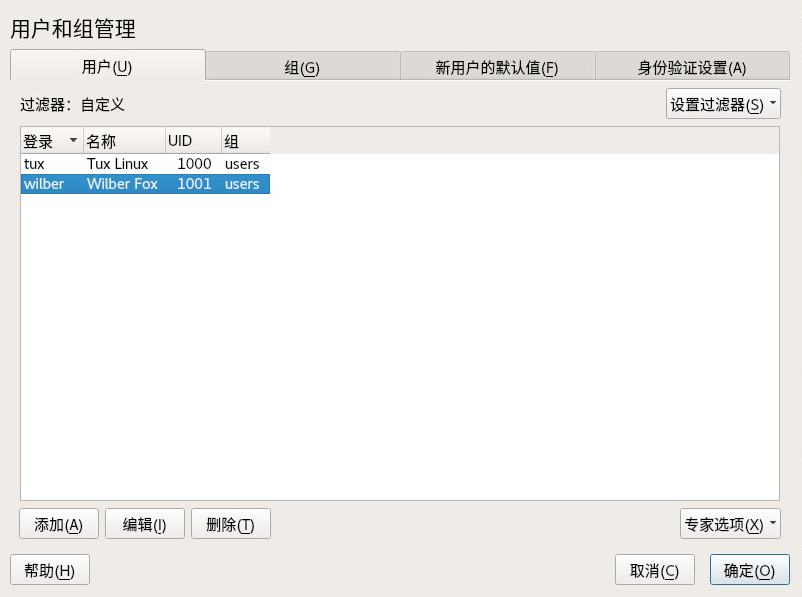 用户和组管理
用户(U) 组(G) 新用户的默认值(F) 身份验证设置(A)
过滤器：自定义 设置过滤器(S)
登录 名称 UID 组
tux Tux Linux 1000 users
wilber Wilber Fox 1001 users
添加(A) 编辑(I) 删除(T) 专家选项(X)
帮助(H) 取消(C) 确定(O)